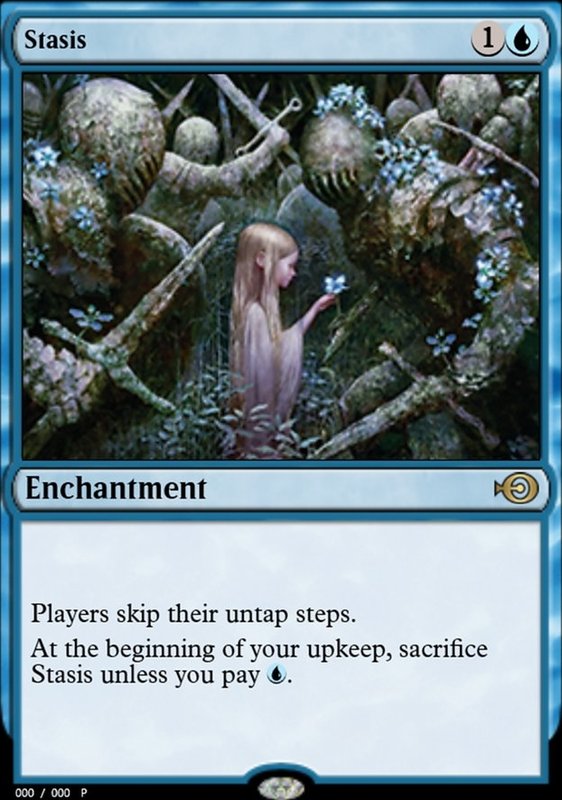 Stasis 1
Enchantment
Players skip their untap steps.
At the beginning of your upkeep, sacrifice
Stasis unless you pay .
000 / 000 P